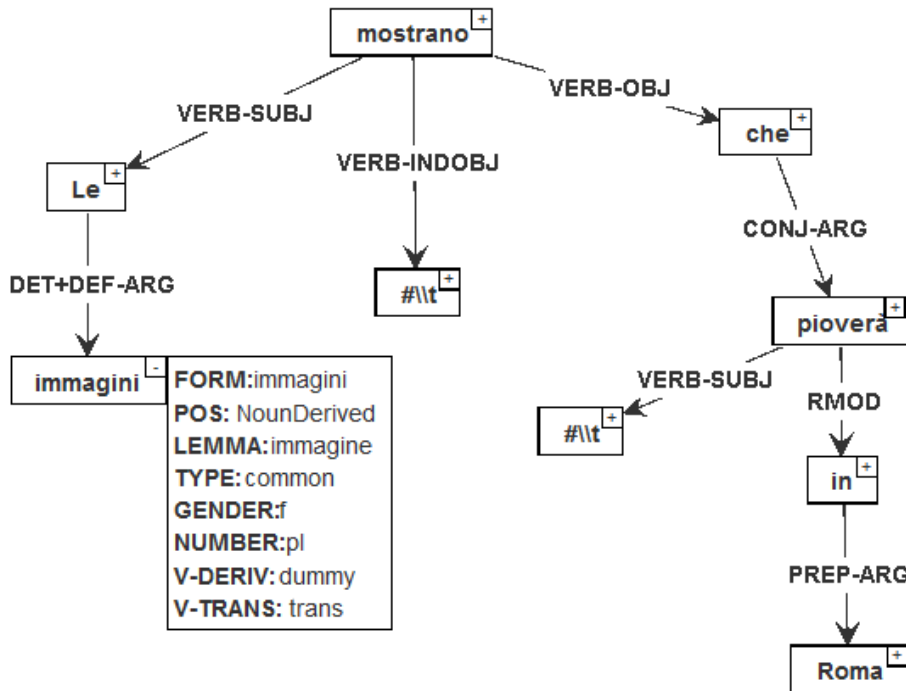 mostrano
+
VERB-SUBJ
VERB-OBJ
VERB-INDOBJ
che
+
Le
+
CONJ-ARG
DET+DEF-ARG
#\\t
+
pioverà
+
immagini
-
FORM:immagini
POS: NounDerived
LEMMA:immagine
TYPE:common
GENDER:f
NUMBER:pl
V-DERIV:dummy
V-TRANS: trans
VERB-SUBJ
RMOD
#\\t
+
in
+
PREP-ARG
Roma
+